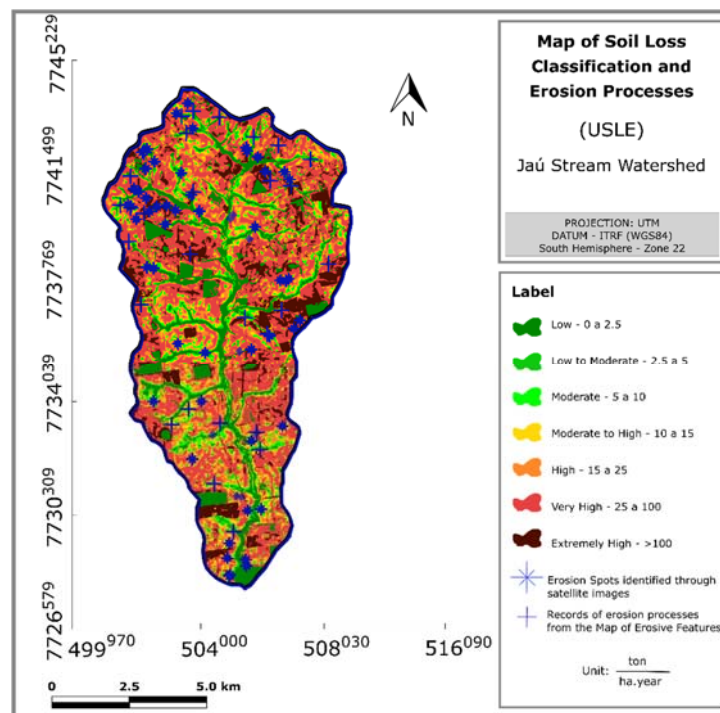 Map of Soil Loss
Classification and
Erosion Processes
(USLE)
Jaú Stream Watershed
PROJECTION: UTM
DATUM - ITRF (WGS84)
South Hemisphere - Zone 22
N
7745229
7741499
7737769
7734039
7730309
7726579
499970
504000
508030
516090
0 2.5 5.0 km
Label
Low - 0 a 2.5
Low to Moderate - 2.5 a 5
Moderate - 5 a 10
Moderate to High - 10 a 15
High - 15 a 25
Very High - 25 a 100
Extremely High - >100
Erosion Spots identified through
satellite images
Records of erosion processes
from the Map of Erosive Features
Unit: ton
ha.year